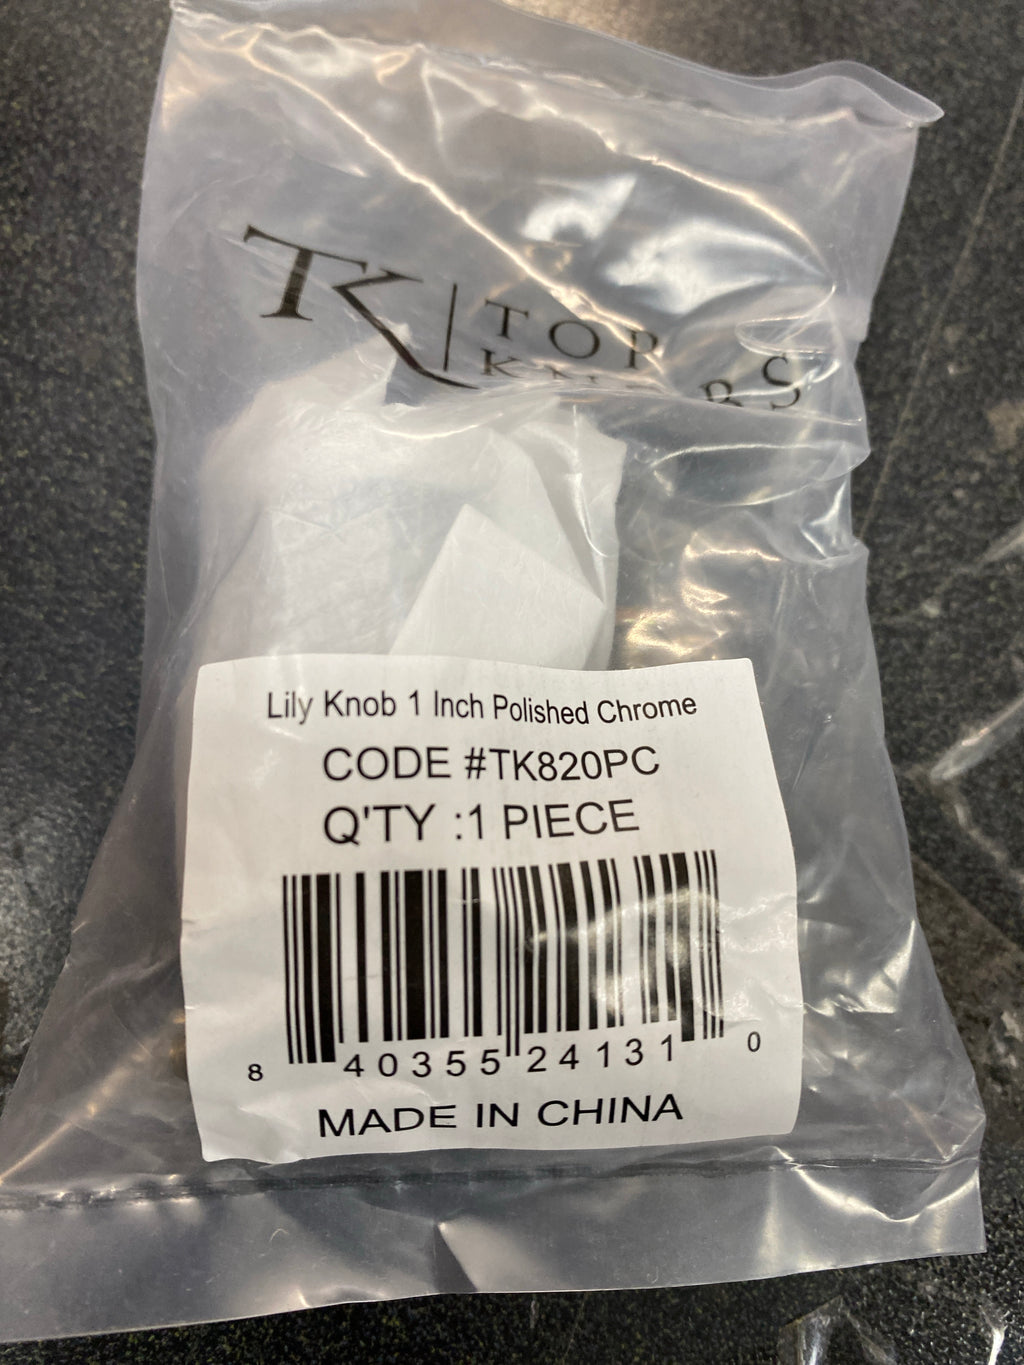 TK | TOP
Lily Knob 1 Inch Polished Chrome
CODE #TK820PC
Q'TY :1 PIECE
8 40355 24131 0
MADE IN CHINA